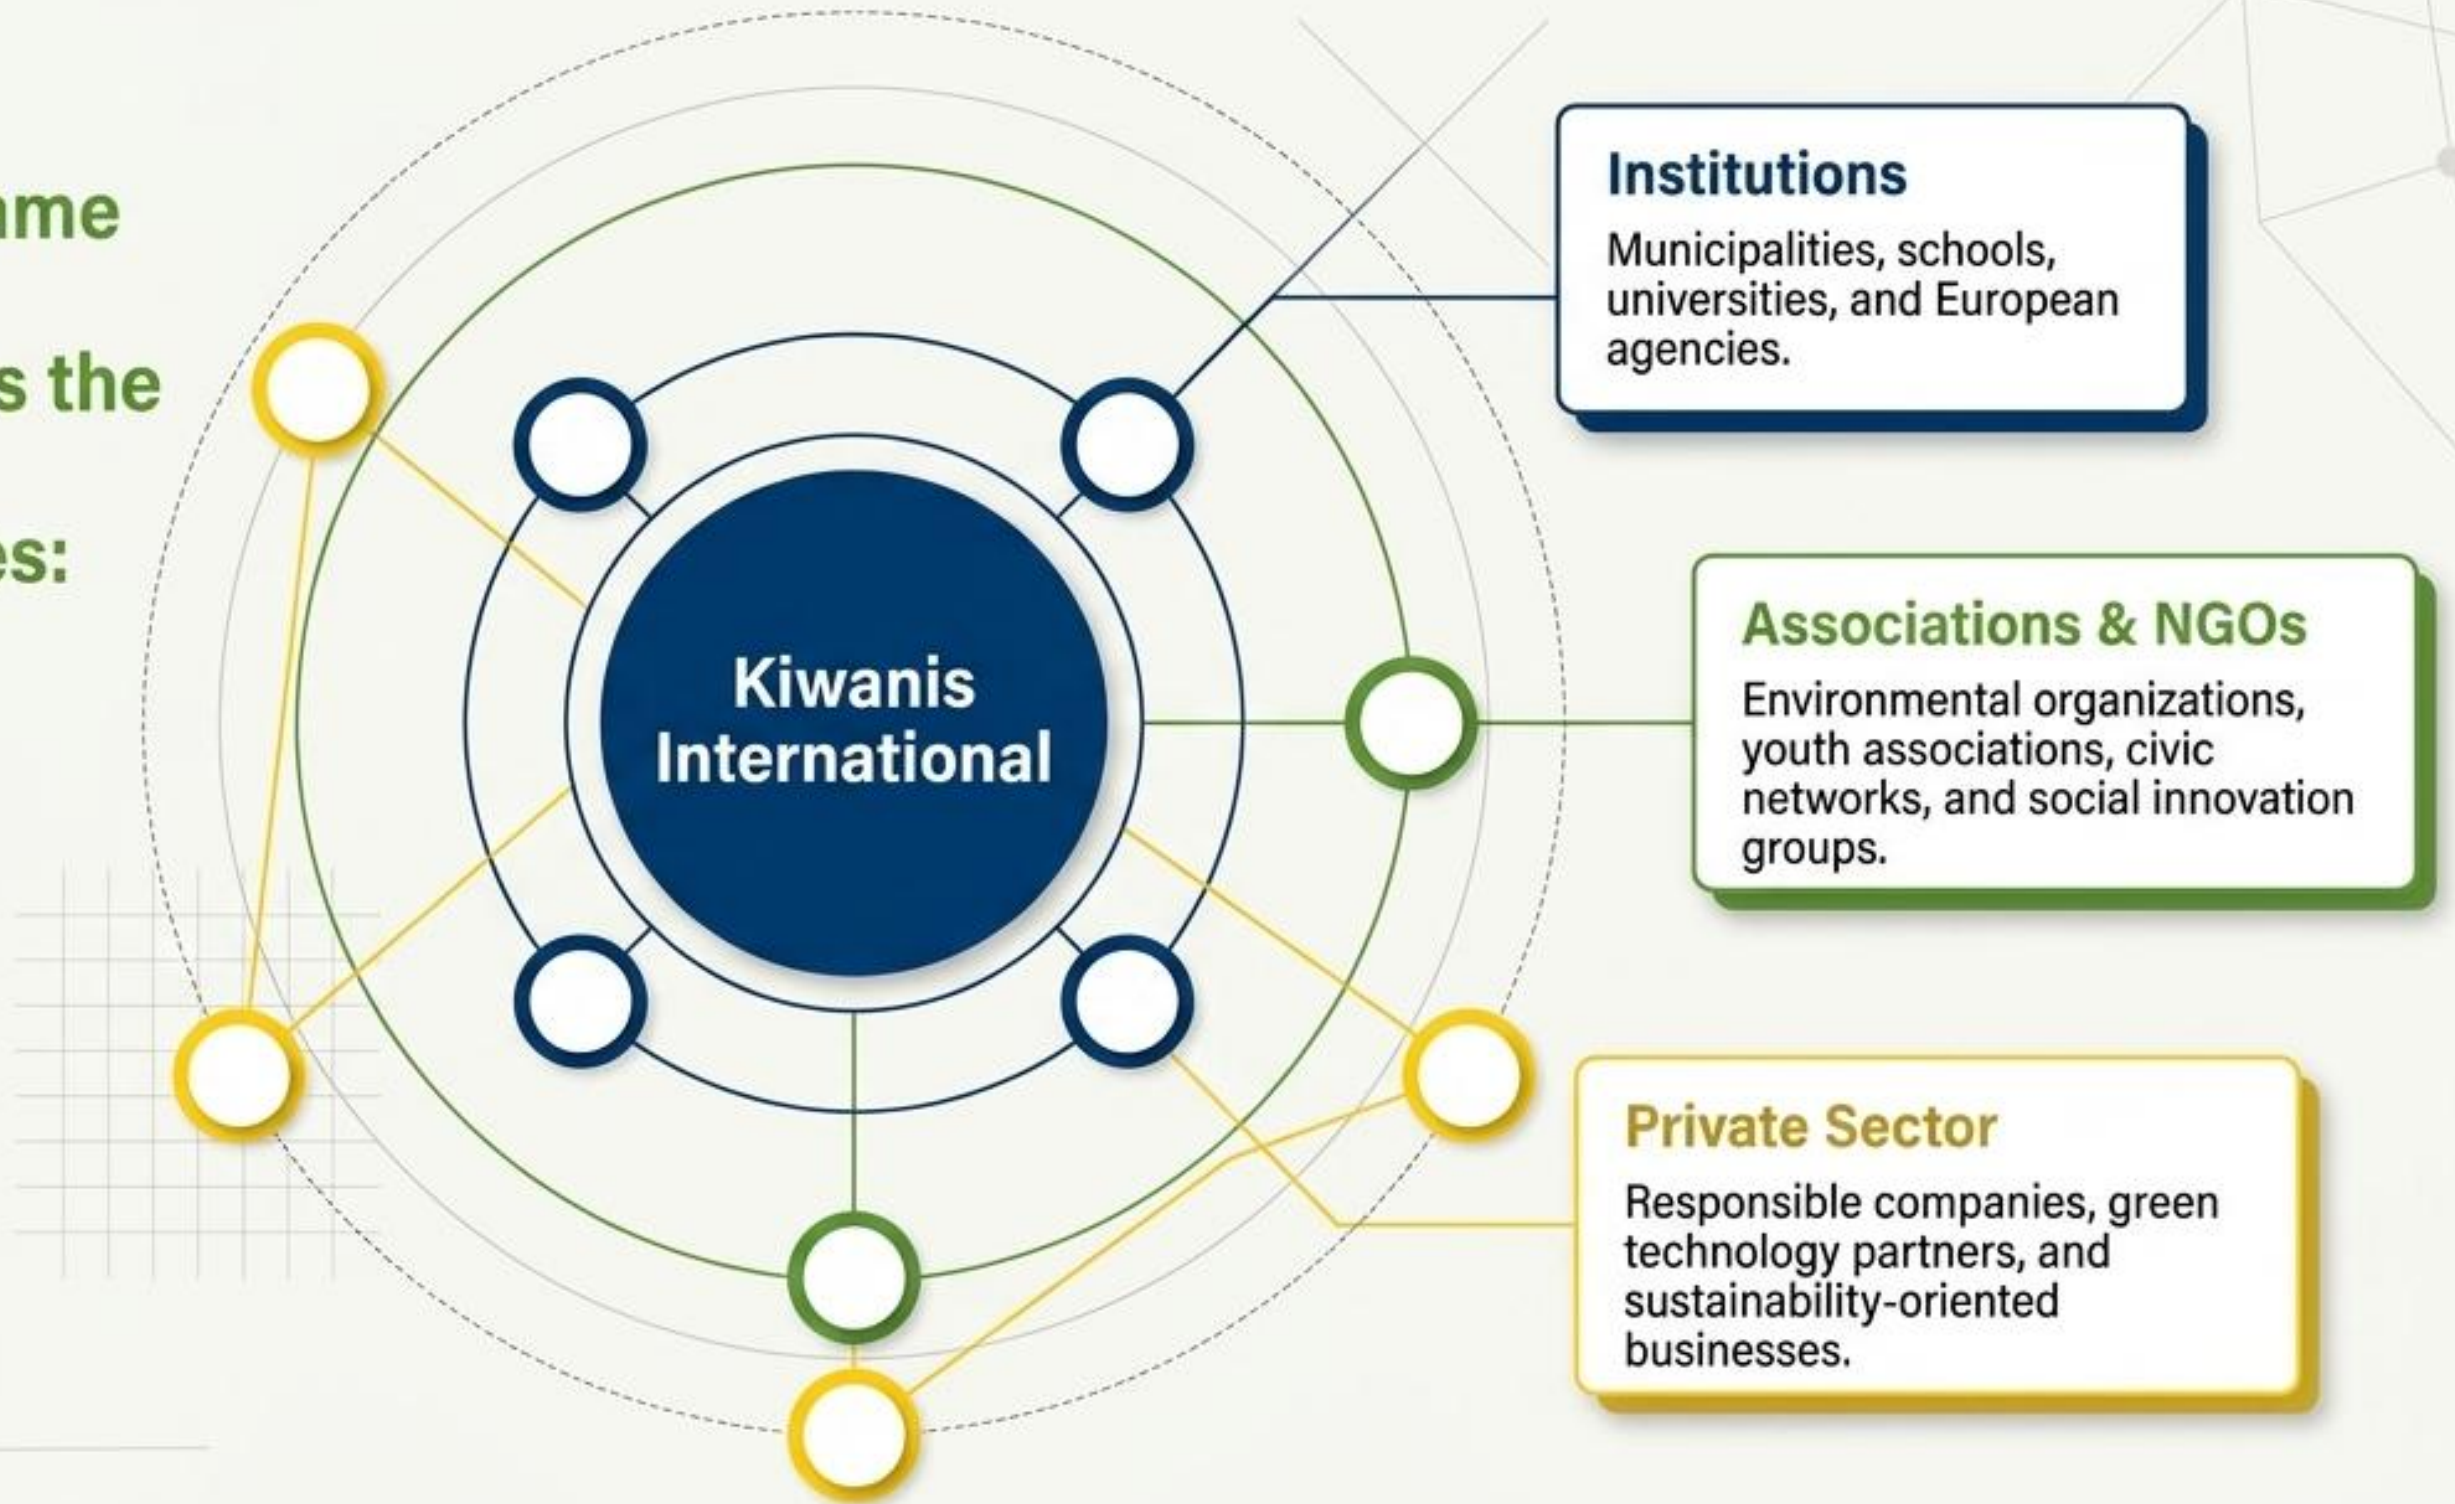 s the
es:
Kiwanis
International
Institutions
Municipalities, schools,
universities, and European
agencies.
Associations & NGOs
Environmental organizations,
youth associations, civic
networks, and social innovation
groups.
Private Sector
Responsible companies, green
technology partners, and
sustainability-oriented
businesses.